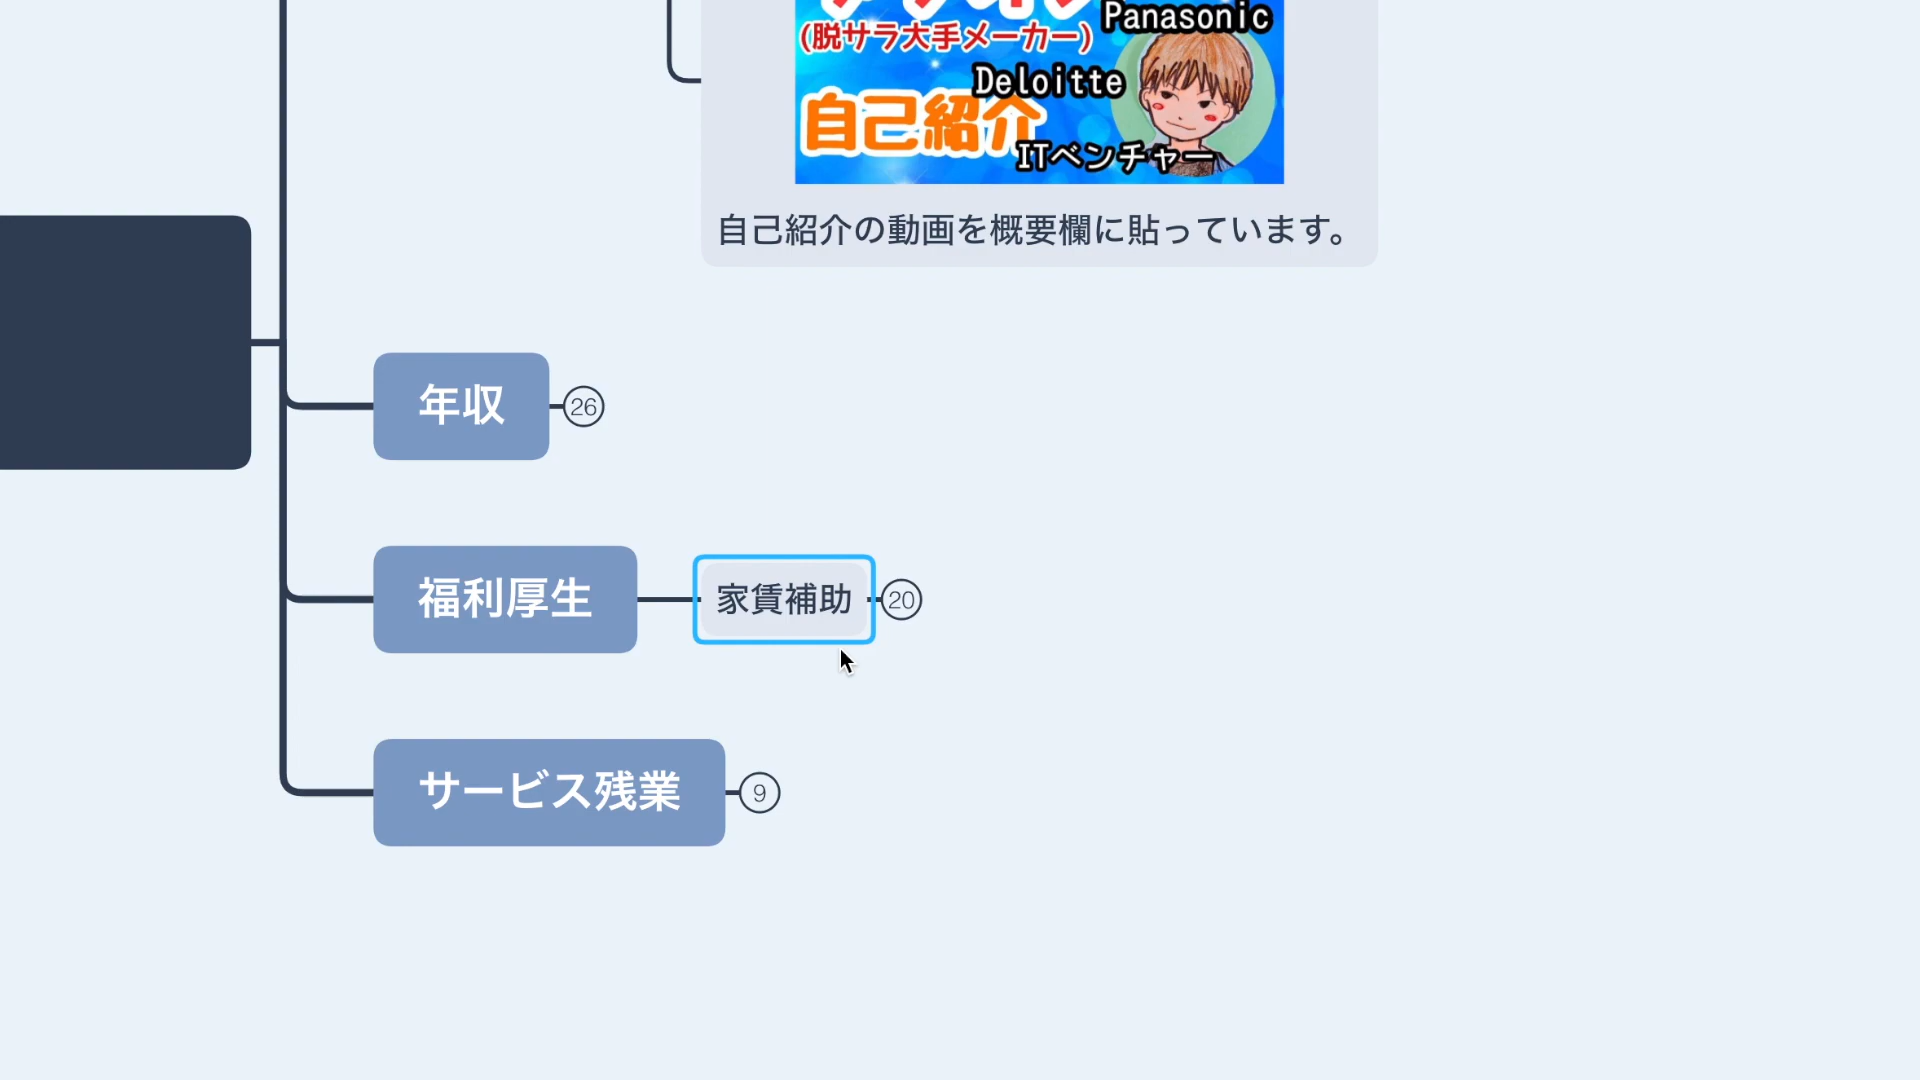 Panasonic
(脱サラ大手メーカー)
Deloitte
自己紹介
ITベンチャー
自己紹介の動画を概要欄に貼っています。
年収
26
福利厚生
家賃補助
20
サービス残業
9